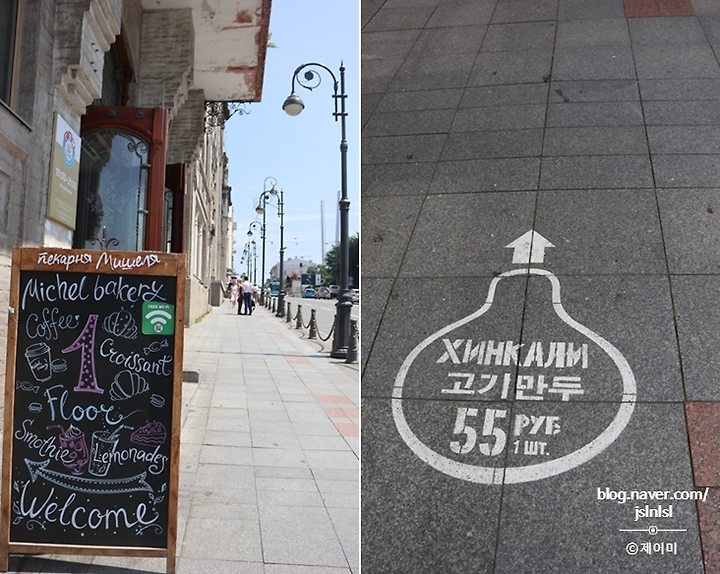 пекарня Мишеля
Michel bakery
FREE WI-FI
Coffee
1
Croissant
Floor
Smoothie
Lemonades
Welcome
ХИНКАЛИ
고기만두
55 РУБ
1 ШТ.
blog.naver.com/
jslnlsl
©제이미